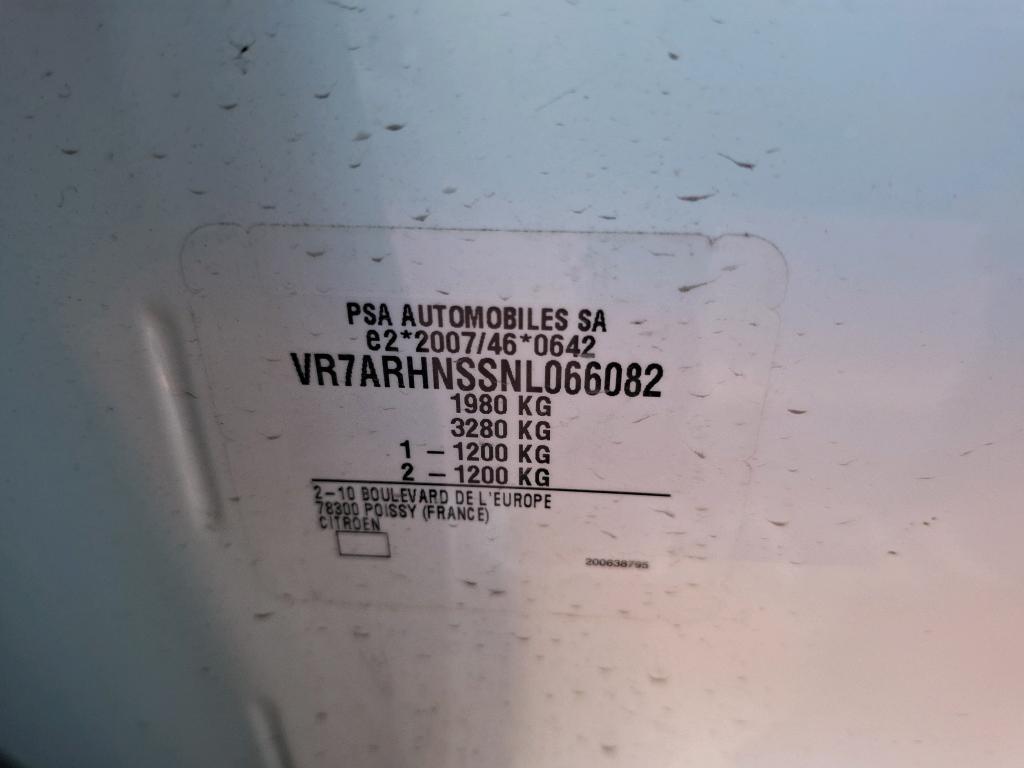 PSA AUTOMOBILES SA
e2*2007/46*0642
VR7ARHNSSNL066082
1980 KG
3280 KG
1 – 1200 KG
2 – 1200 KG
2–10 BOULEVARD DE L'EUROPE
78300 POISSY (FRANCE)
CITROEN
200638795